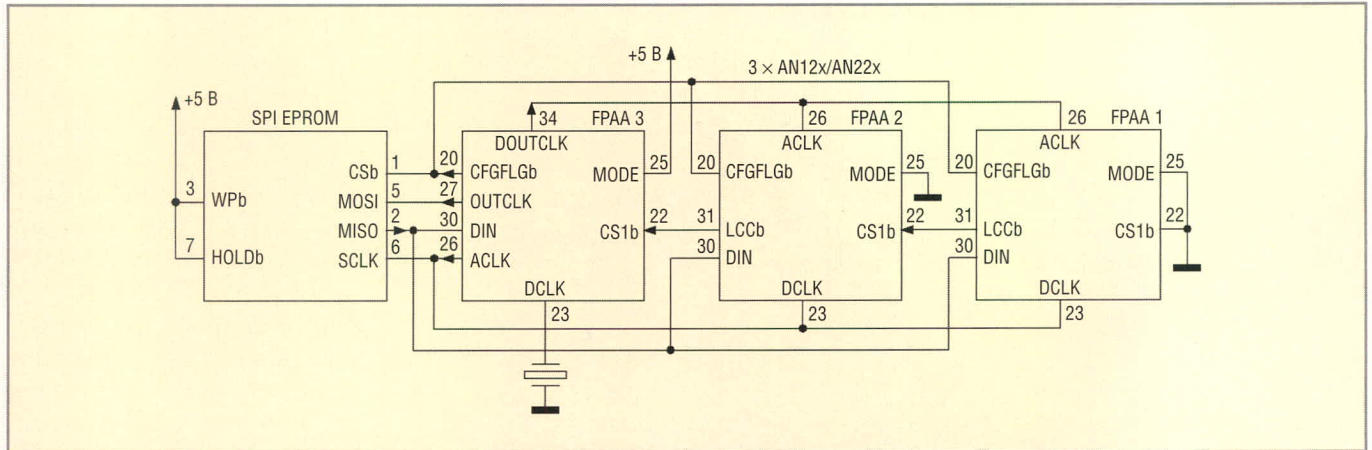 +5 В
3 × AN12x/AN22x
+5 В
SPI EPROM
34
FPAA 3
26
FPAA 2
26
FPAA 1
DOUTCLK
ACLK
ACLK
CSb
1
20
CFGFLGb
MODE
25
20
CFGFLGb
MODE
25
20
CFGFLGb
MODE
25
3
WPb
MOSI
5
27
OUTCLK
MISO
2
30
DIN
CS1b
22
31
LCCb
CS1b
22
31
LCCb
CS1b
22
7
HOLDb
SCLK
6
26
ACLK
30
DIN
30
DIN
DCLK
DCLK
DCLK
23
23
23